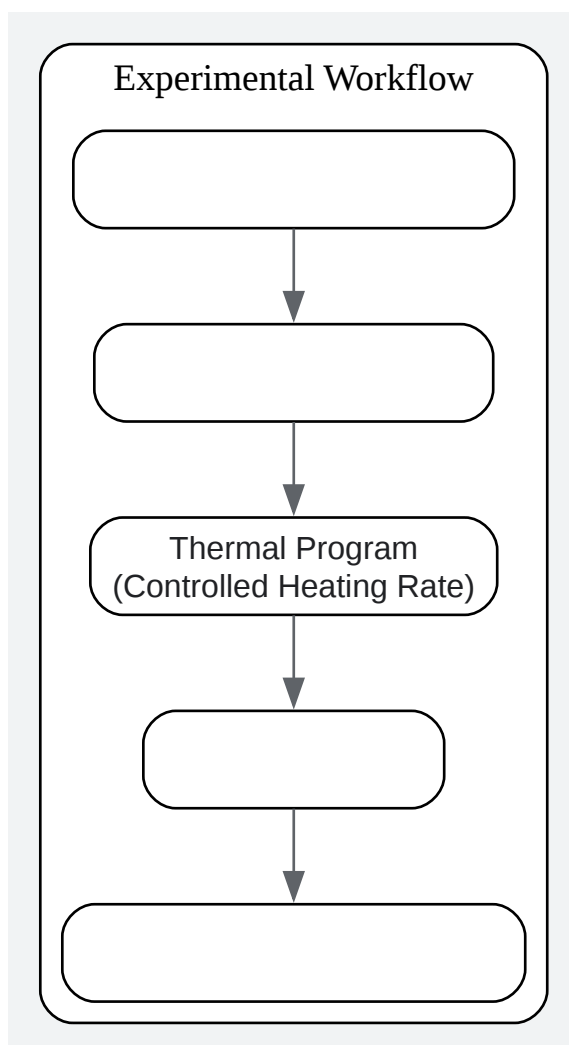 Experimental Workflow
Thermal Program
(Controlled Heating Rate)